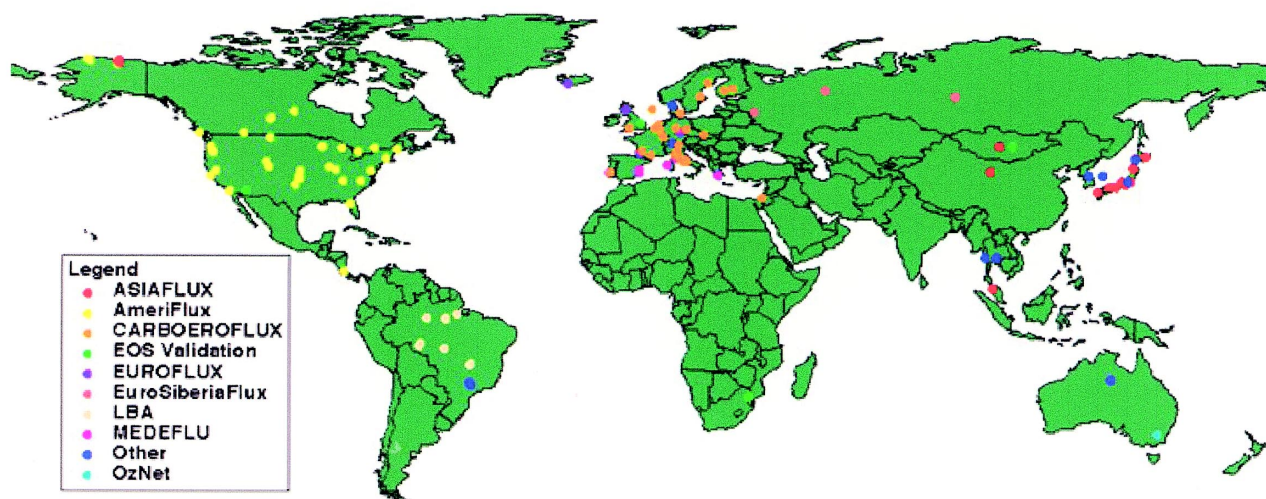 Legend
ASIAFLUX
AmeriFlux
CARBOEROFLUX
EOS Validation
EUROFLUX
EuroSiberiaFlux
LBA
MEDEFLU
Other
OzNet